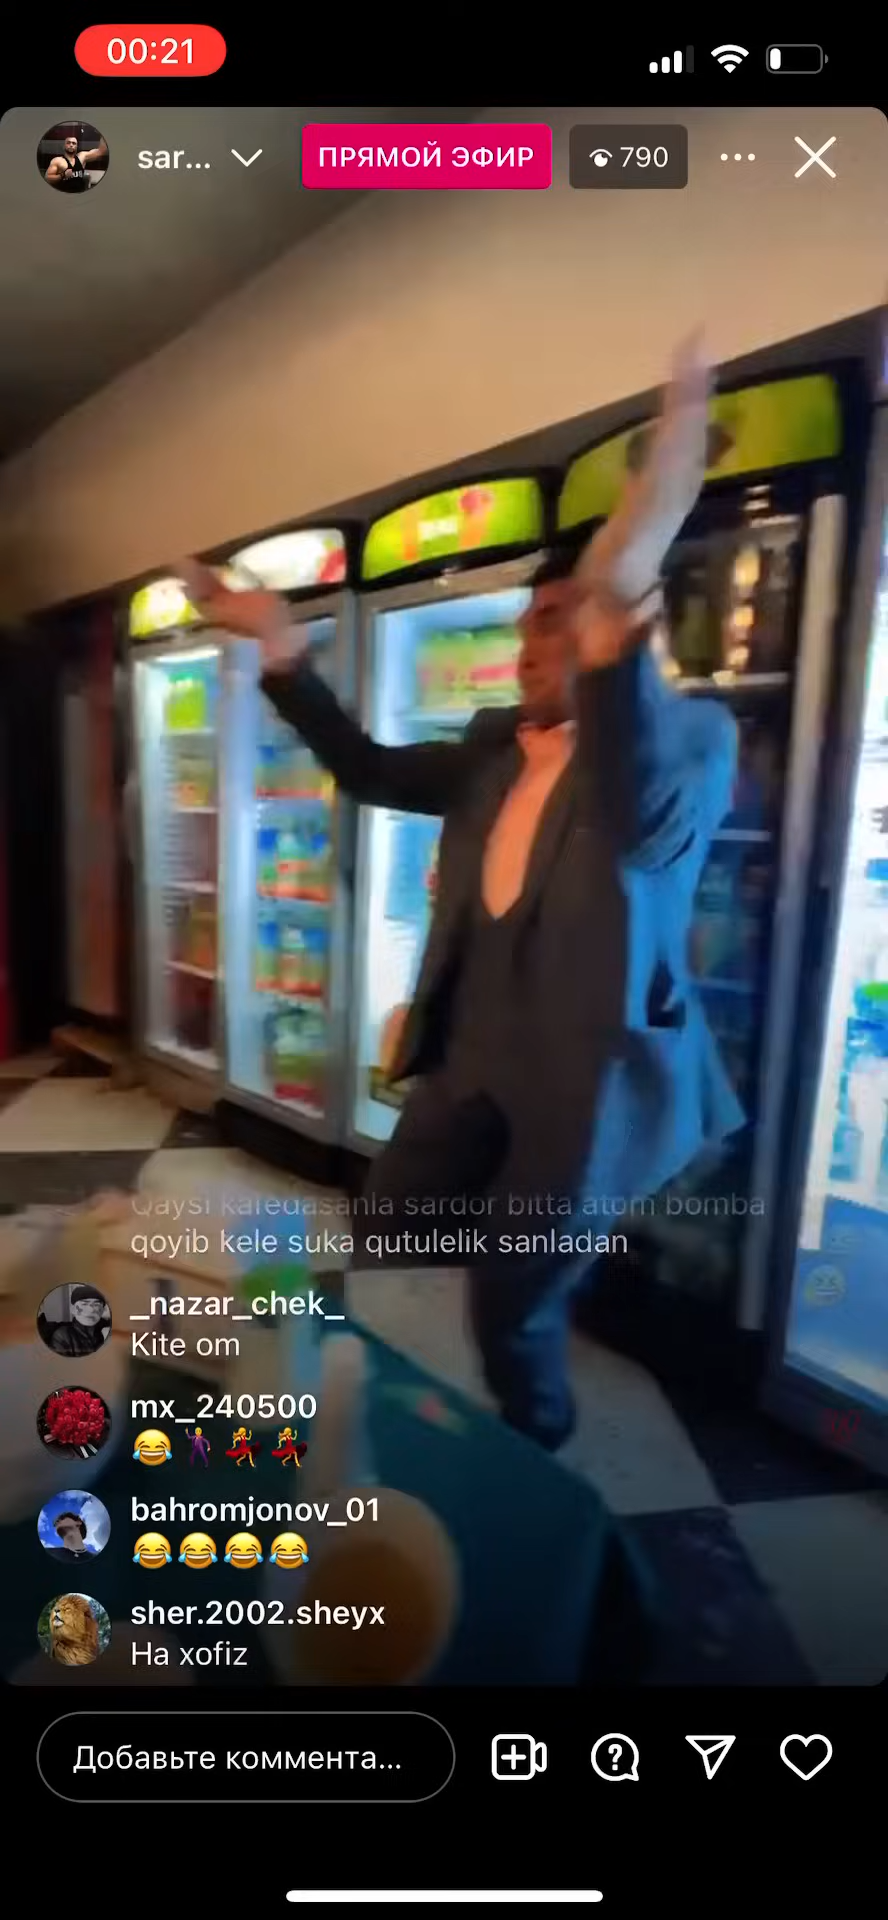 00:21
sar...
ПРЯМОЙ ЭФИР
790
Qaysi kafedasanla sardor bitta atom bomba
qoyib kele suka qutulelik sanladan
_nazar_chek_
Kite om
mx_240500
😂🕺💃💃
bahromjonov_01
😂😂😂😂
sher.2002.sheyx
Ha xofiz
Добавьте коммента...